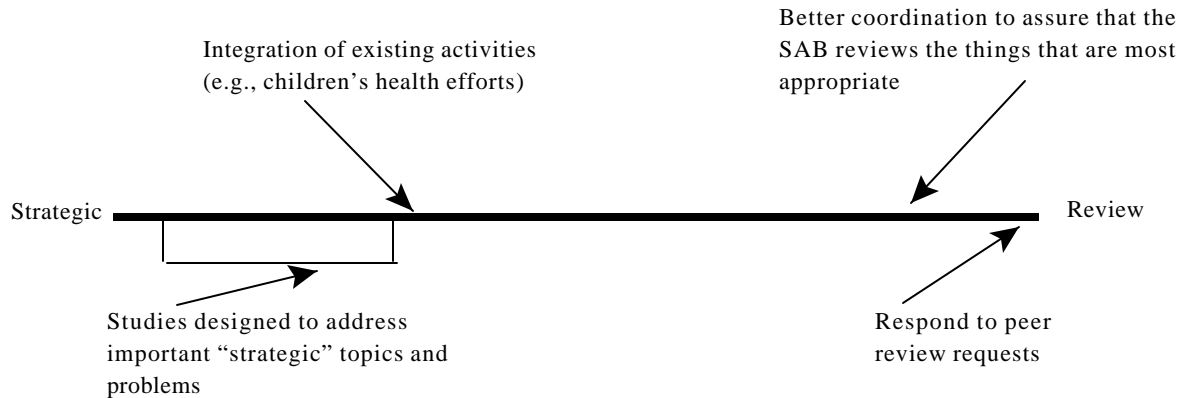 Better coordination to assure that the
SAB reviews the things that are most
appropriate
Integration of existing activities
(e.g., children’s health efforts)
Strategic
Review
Studies designed to address
important “strategic” topics and
problems
Respond to peer
review requests